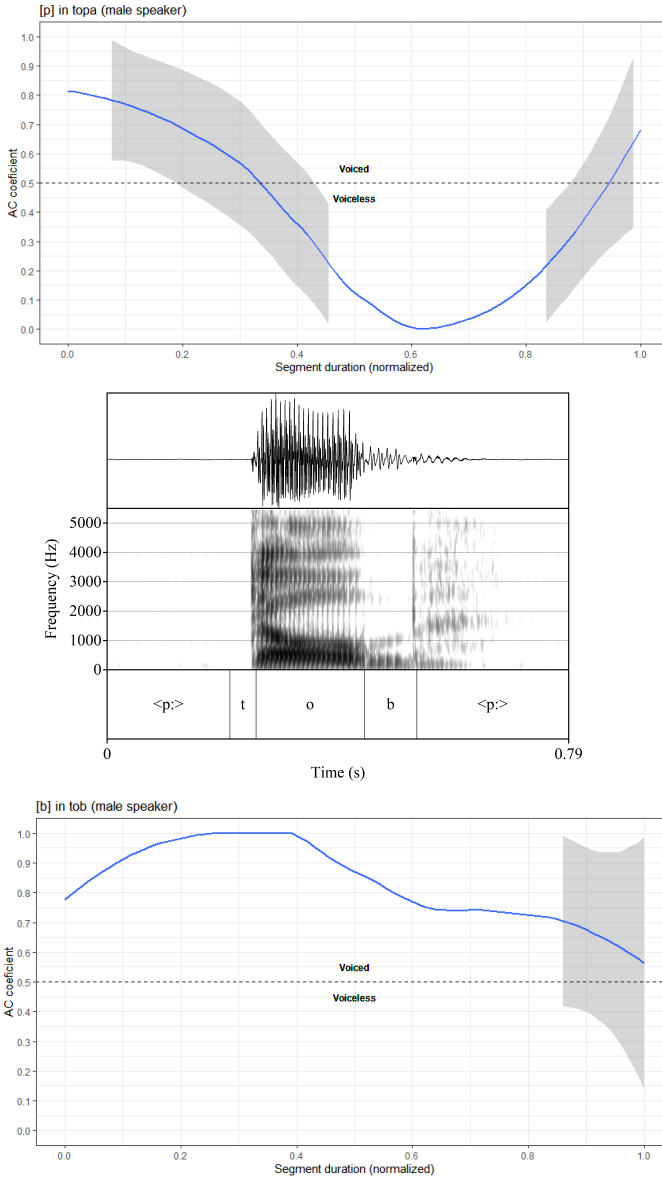 [p] in topa (male speaker)
1.0
0.9
0.8
0.7
0.6
0.5
0.4
0.3
0.2
0.1
0.0
AC coeficient
Voiced
Voiceless
0.0 0.2 0.4 0.6 0.8 1.0
Segment duration (normalized)
5000
4000
3000
2000
1000
0
Frequency (Hz)
<p:> t o b <p:>
0 0.79
Time (s)
[b] in tob (male speaker)
1.0
0.9
0.8
0.7
0.6
0.5
0.4
0.3
0.2
0.1
0.0
AC coeficient
Voiced
Voiceless
0.0 0.2 0.4 0.6 0.8 1.0
Segment duration (normalized)